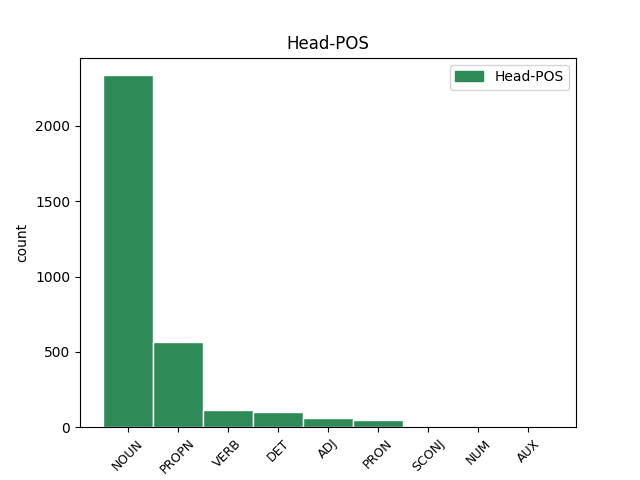 Head-POS
Head-POS
count
2000
1500
1000
500
0
NOUN
PROPN
VERB
DET
ADJ
PRON
SCONJ
NUM
AUX